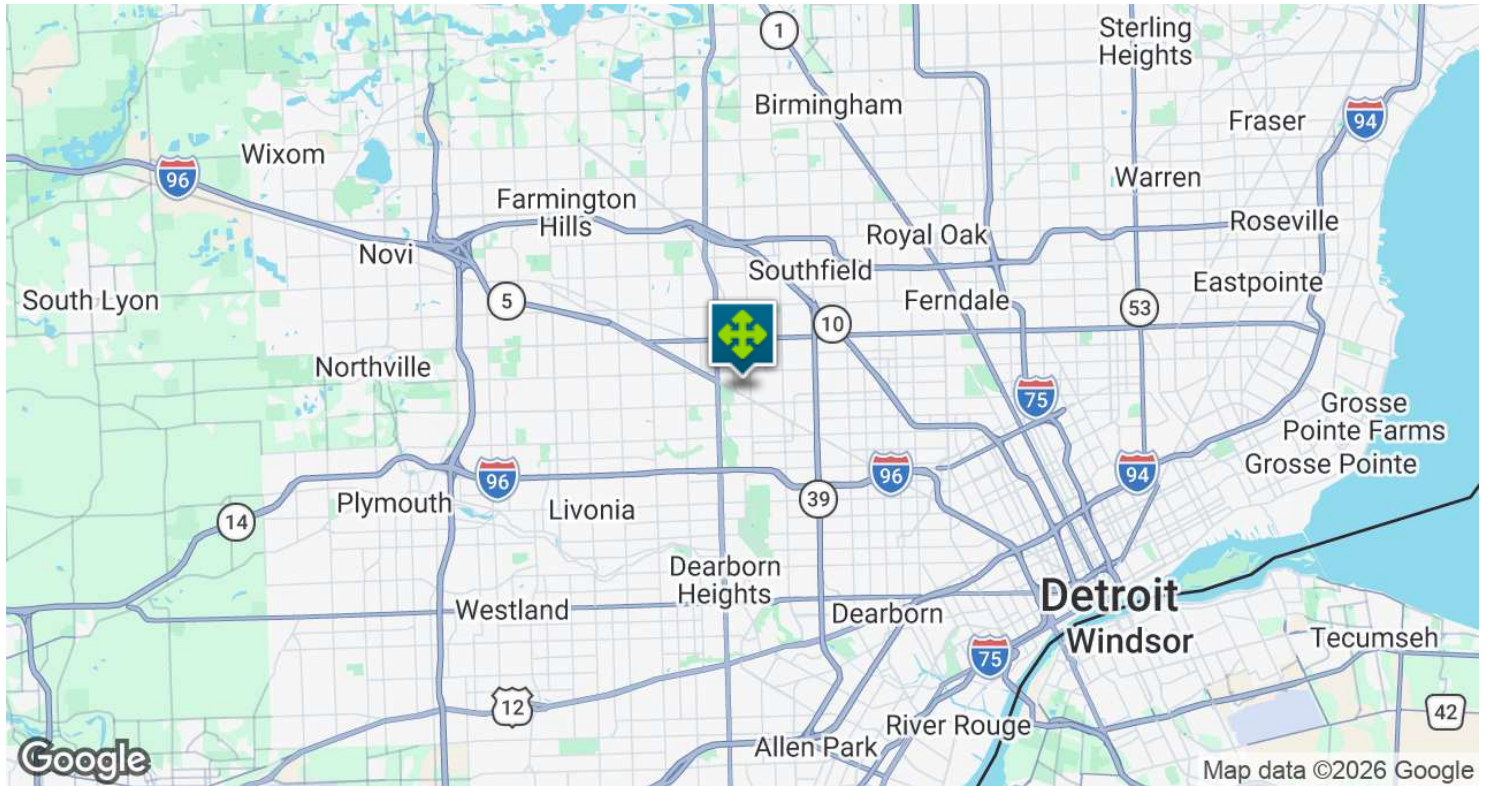 1
Sterling
Heights
Birmingham
Fraser
94
Wixom
96
Warren
Farmington
Hills
Roseville
Royal Oak
Novi
Southfield
Eastpointe
South Lyon
5
Ferndale
53
10
Northville
75
Grosse
Pointe Farms
Grosse Pointe
96
96
94
Plymouth
39
Livonia
14
Dearborn
Heights
Detroit
Westland
Dearborn
Windsor
Tecumseh
75
12
42
River Rouge
Allen Park
Google
Map data ©2026 Google